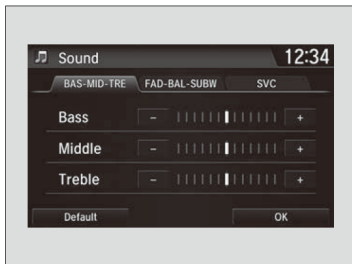 Sound 12:34
BAS-MID-TRE FAD-BAL-SUBW SVC
Bass - +
Middle - +
Treble - +
Default OK